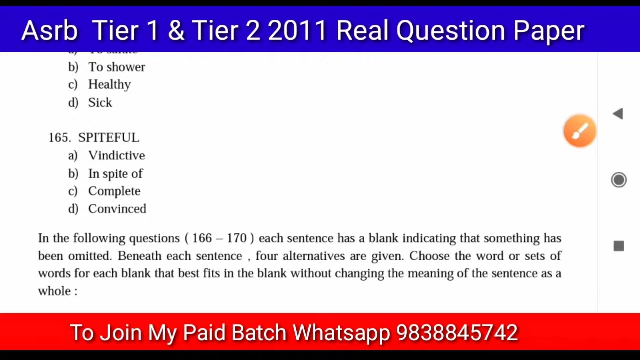 Asrb Tier 1 & Tier 2 2011 Real Question Paper
b) To shower
c) Healthy
d) Sick
165. SPITEFUL
a) Vindictive
b) In spite of
c) Complete
d) Convinced
In the following questions ( 166 – 170 ) each sentence has a blank indicating that something has
been omitted. Beneath each sentence , four alternatives are given. Choose the word or sets of
words for each blank that best fits in the blank without changing the meaning of the sentence as a
whole :
To Join My Paid Batch Whatsapp 9838845742